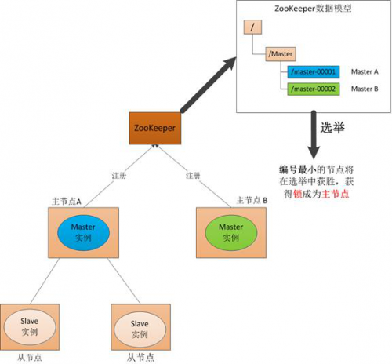 ZooKeeper数据模型
/
/Master
/master-00001 Master A
/master-00002 Master B
选举
ZooKeeper
编号最小的节点将
在选举中获胜，获
得锁成为主节点
注册
注册
主节点A
主节点 B
Master
实例
Master
实例
Slave
实例
Slave
实例
从节点
从节点